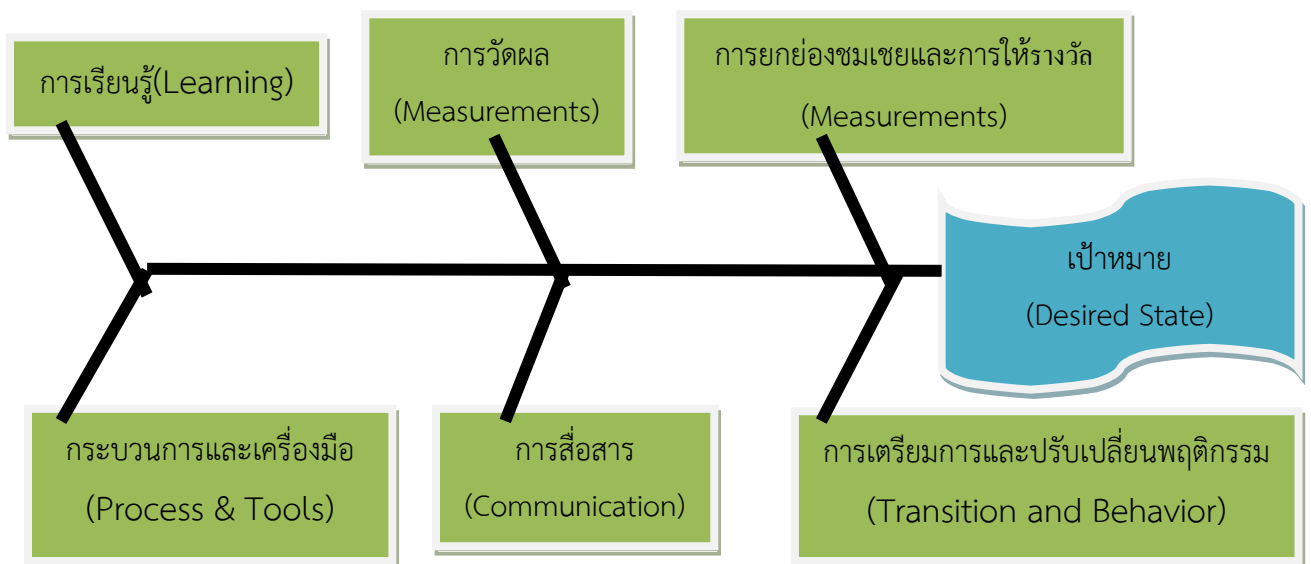 การเรียนรู้(Learning)
การวัดผล
(Measurements)
การยกย่องชมเชยและการให้รางวัล
(Measurements)
เป้าหมาย
(Desired State)
กระบวนการและเครื่องมือ
(Process & Tools)
การสื่อสาร
(Communication)
การเตรียมการและปรับเปลี่ยนพฤติกรรม
(Transition and Behavior)